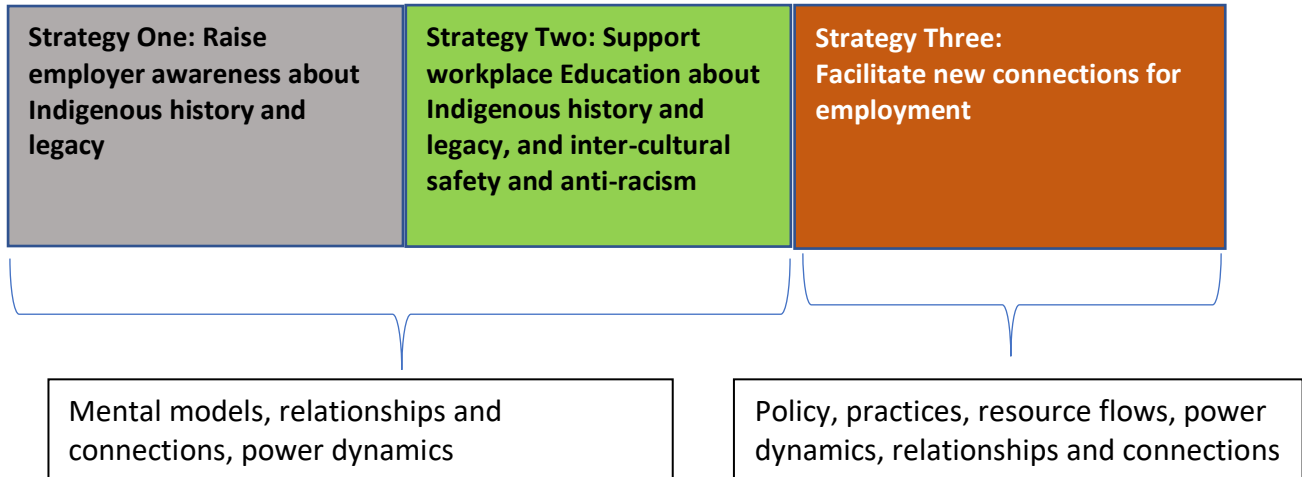 Strategy One: Raise
employer awareness about
Indigenous history and
legacy
Strategy Two: Support
workplace Education about
Indigenous history and
legacy, and inter-cultural
safety and anti-racism
Strategy Three:
Facilitate new connections for
employment
Mental models, relationships and
connections, power dynamics
Policy, practices, resource flows, power
dynamics, relationships and connections